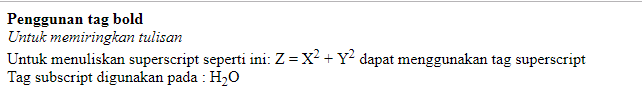 Penggunan tag bold
Untuk memiringkan tulisan
Untuk menuliskan superscript seperti ini: Z = X² + Y² dapat menggunakan tag superscript
Tag subscript digunakan pada : H₂O